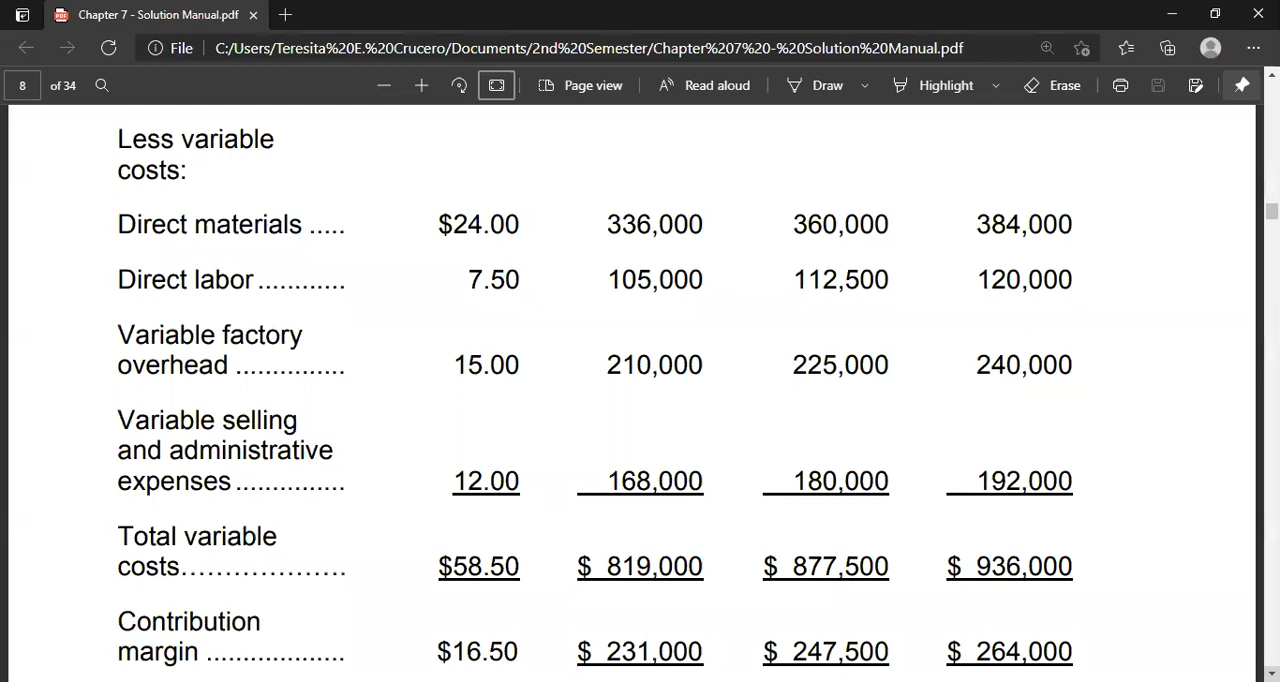 Chapter 7 - Solution Manual.pdf
File C:/Users/Teresita%20E.%20Crucero/Documents/2nd%20Semester/Chapter%207%20-%20Solution%20Manual.pdf
8 of 34 Page view Read aloud Draw Highlight Erase
Less variable
costs:
Direct materials ..... $24.00 336,000 360,000 384,000
Direct labor ............ 7.50 105,000 112,500 120,000
Variable factory
overhead ............... 15.00 210,000 225,000 240,000
Variable selling
and administrative
expenses ............... 12.00 168,000 180,000 192,000
Total variable
costs................... $58.50 $ 819,000 $ 877,500 $ 936,000
Contribution
margin ................... $16.50 $ 231,000 $ 247,500 $ 264,000